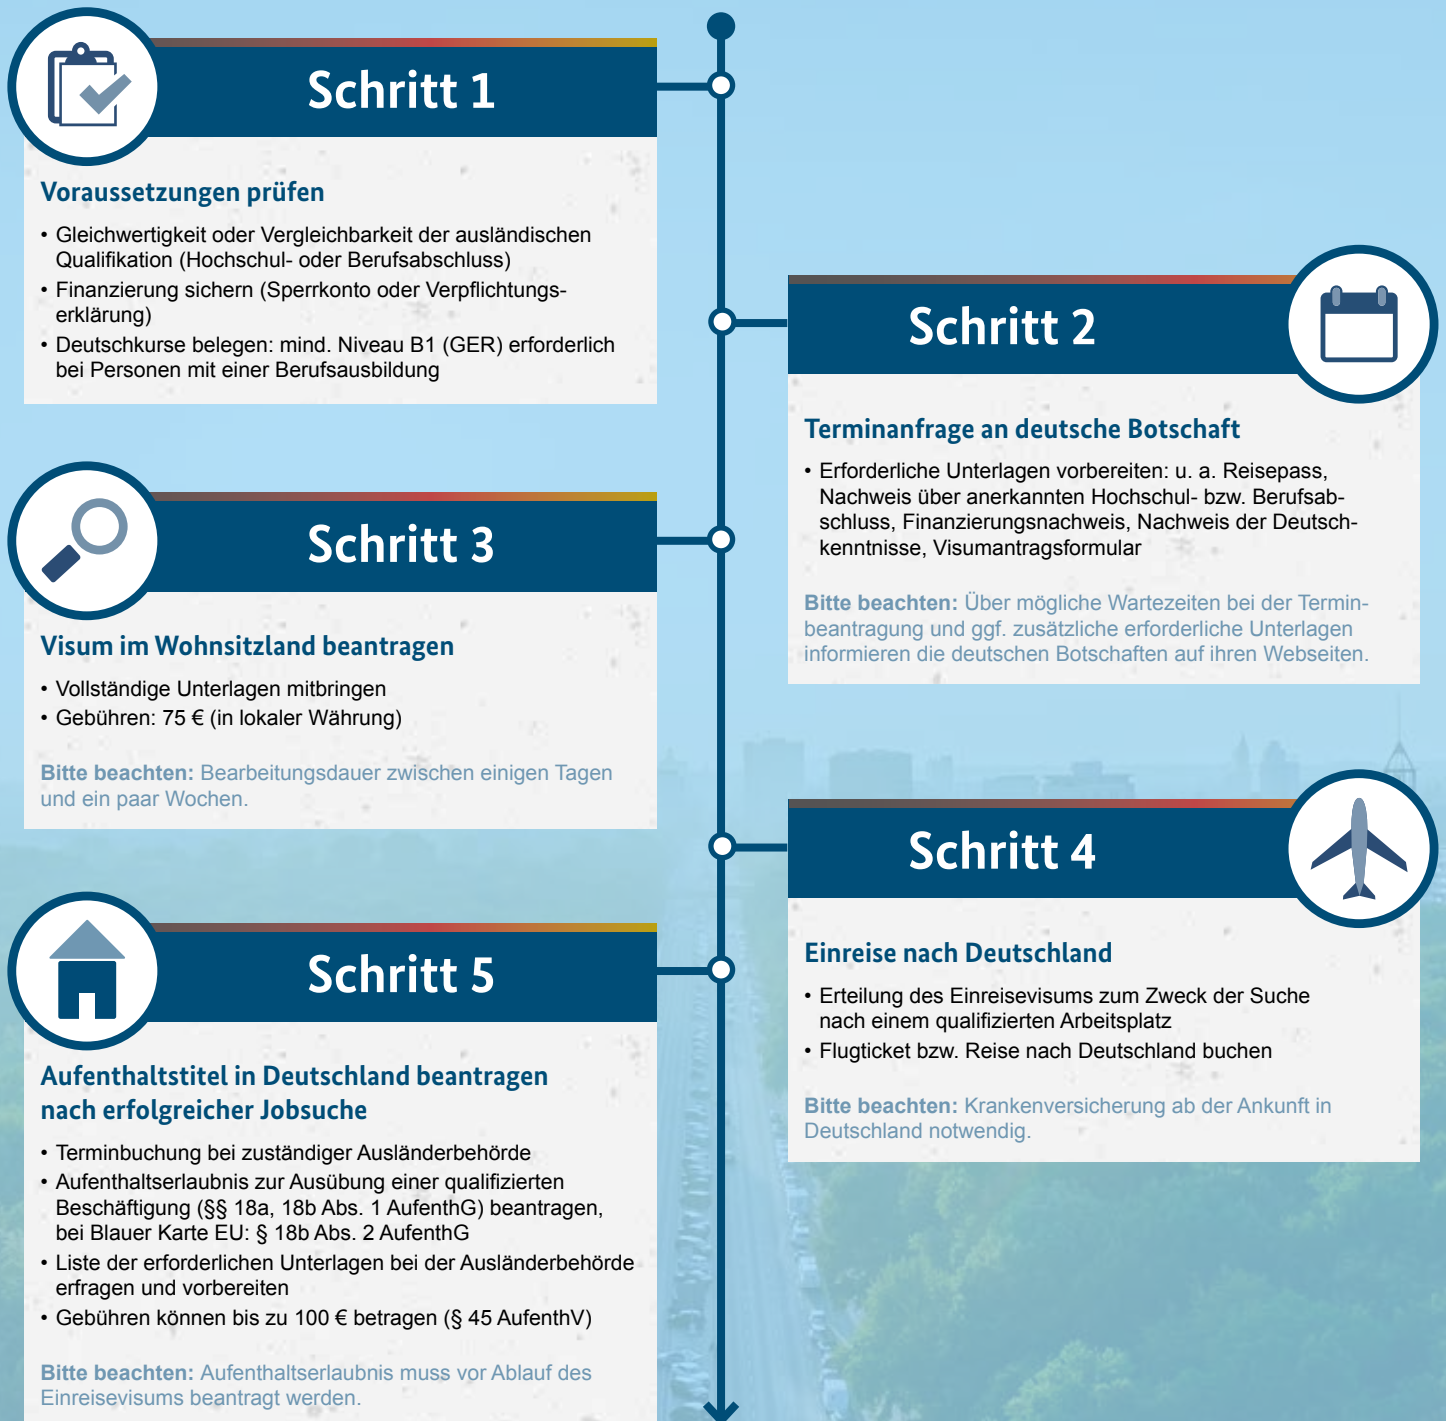 Schritt 1
Voraussetzungen prüfen
• Gleichwertigkeit oder Vergleichbarkeit der ausländischen
Qualifikation (Hochschul- oder Berufsabschluss)
• Finanzierung sichern (Sperrkonto oder Verpflichtungs-
erklärung)
• Deutschkurse belegen: mind. Niveau B1 (GER) erforderlich
bei Personen mit einer Berufsausbildung
Schritt 2
Terminanfrage an deutsche Botschaft
• Erforderliche Unterlagen vorbereiten: u. a. Reisepass,
Nachweis über anerkannten Hochschul- bzw. Berufsab-
schluss, Finanzierungsnachweis, Nachweis der Deutsch-
kenntnisse, Visumantragsformular
Bitte beachten: Über mögliche Wartezeiten bei der Termin-
beantragung und ggf. zusätzliche erforderliche Unterlagen
informieren die deutschen Botschaften auf ihren Webseiten.
Schritt 3
Visum im Wohnsitzland beantragen
• Vollständige Unterlagen mitbringen
• Gebühren: 75 € (in lokaler Währung)
Bitte beachten: Bearbeitungsdauer zwischen einigen Tagen
und ein paar Wochen.
Schritt 4
Einreise nach Deutschland
• Erteilung des Einreisevisums zum Zweck der Suche
nach einem qualifizierten Arbeitsplatz
• Flugticket bzw. Reise nach Deutschland buchen
Bitte beachten: Krankenversicherung ab der Ankunft in
Deutschland notwendig.
Schritt 5
Aufenthaltstitel in Deutschland beantragen
nach erfolgreicher Jobsuche
• Terminbuchung bei zuständiger Ausländerbehörde
• Aufenthaltserlaubnis zur Ausübung einer qualifizierten
Beschäftigung (§§ 18a, 18b Abs. 1 AufenthG) beantragen,
bei Blauer Karte EU: § 18b Abs. 2 AufenthG
• Liste der erforderlichen Unterlagen bei der Ausländerbehörde
erfragen und vorbereiten
• Gebühren können bis zu 100 € betragen (§ 45 AufenthV)
Bitte beachten: Aufenthaltserlaubnis muss vor Ablauf des
Einreisevisums beantragt werden.